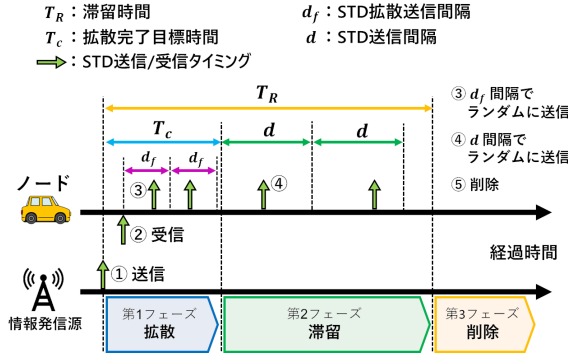 T_R：滞留時間
d_f：STD拡散送信間隔
T_c：拡散完了目標時間
d：STD送信間隔
：STD送信/受信タイミング
T_R
③ d_f 間隔で
ランダムに送信
T_c
d
d
④ d 間隔で
ランダムに送信
d_f
d_f
ノード
③
④
⑤ 削除
② 受信
経過時間
① 送信
情報発信源
第1フェーズ
拡散
第2フェーズ
滞留
第3フェーズ
削除